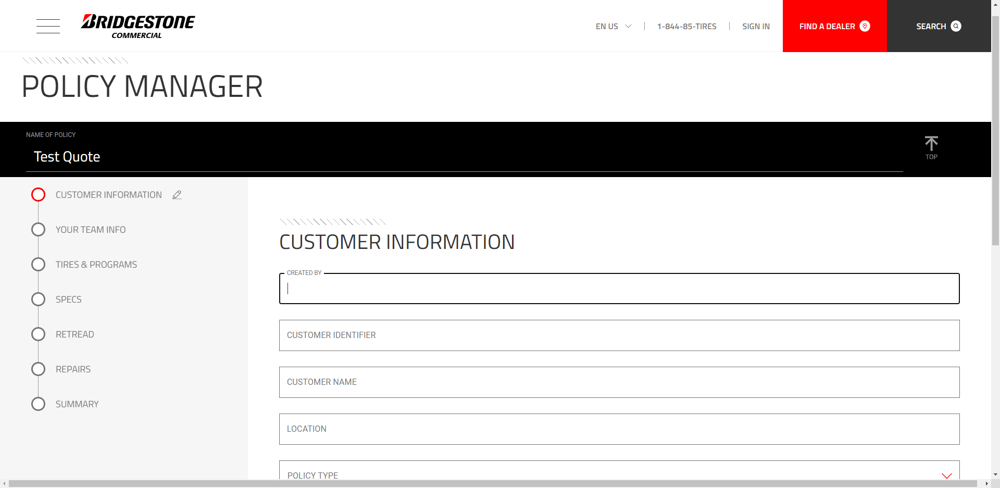 BRIDGESTONE
COMMERCIAL
EN US
1-844-85-TIRES
SIGN IN
FIND A DEALER
SEARCH
POLICY MANAGER
NAME OF POLICY
Test Quote
TOP
CUSTOMER INFORMATION
YOUR TEAM INFO
TIRES & PROGRAMS
SPECS
RETREAD
REPAIRS
SUMMARY
CUSTOMER INFORMATION
CREATED BY
CUSTOMER IDENTIFIER
CUSTOMER NAME
LOCATION
POLICY TYPE